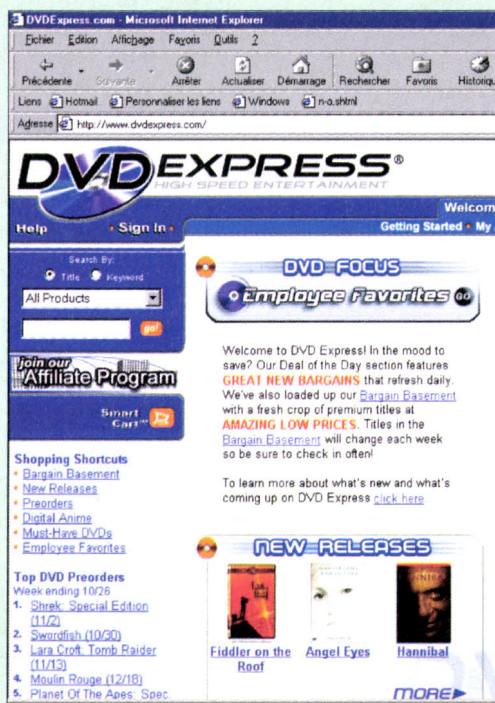 DVDExpress.com - Microsoft Internet Explorer
Fichier Edition Affichage Favoris Outils ?
Précédente Suivante Arrêter Actualiser Démarrage Rechercher Favoris Historiqu
Liens Hotmail Personnaliser les liens Windows n-o.shtml
Adresse http://www.dvdexpress.com/
DVDEXPRESS®
HIGH SPEED ENTERTAINMENT
Welcom
Help • Sign In •
Getting Started • My
Search By:
Title Keyword
All Products
go!
join our
Affiliate Program
Smart
Cart™
Shopping Shortcuts
• Bargain Basement
• New Releases
• Preorders
• Digital Anime
• Must-Have DVDs
• Employee Favorites
Top DVD Preorders
Week ending 10/26
1. Shrek: Special Edition
(11/2)
2. Swordfish (10/30)
3. Lara Croft: Tomb Raider
(11/13)
4. Moulin Rouge (12/18)
5. Planet Of The Apes: Spec
DVD FOCUS
Employee Favorites GO
Welcome to DVD Express! In the mood to
save? Our Deal of the Day section features
GREAT NEW BARGAINS that refresh daily.
We've also loaded up our Bargain Basement
with a fresh crop of premium titles at
AMAZING LOW PRICES. Titles in the
Bargain Basement will change each week
so be sure to check in often!
To learn more about what's new and what's
coming up on DVD Express click here
NEW RELEASES
Fiddler on the
Roof
Angel Eyes
Hannibal
MORE